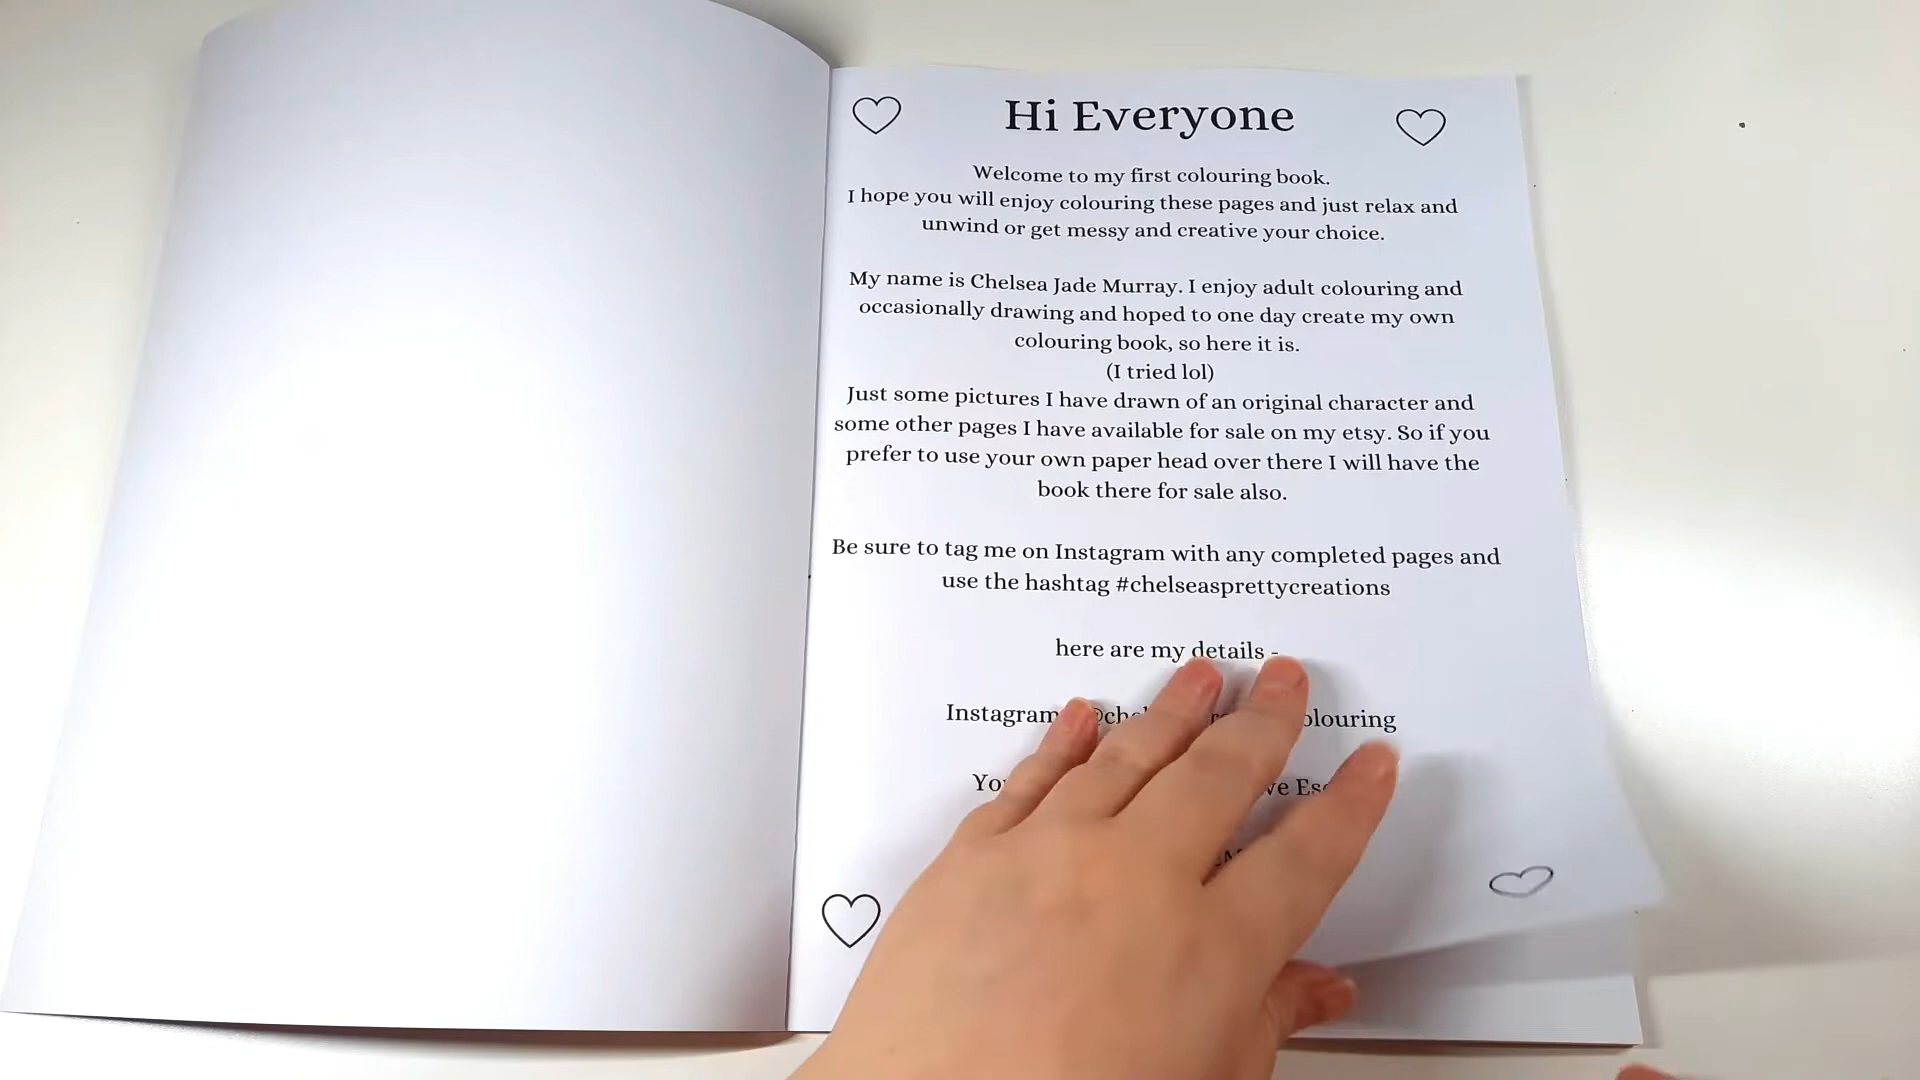 Hi Everyone
Welcome to my first colouring book.
I hope you will enjoy colouring these pages and just relax and
unwind or get messy and creative your choice.
My name is Chelsea Jade Murray. I enjoy adult colouring and
occasionally drawing and hoped to one day create my own
colouring book, so here it is.
(I tried lol)
Just some pictures I have drawn of an original character and
some other pages I have available for sale on my etsy. So if you
prefer to use your own paper head over there I will have the
book there for sale also.
Be sure to tag me on Instagram with any completed pages and
use the hashtag #chelseasprettycreations
here are my details -
Instagram